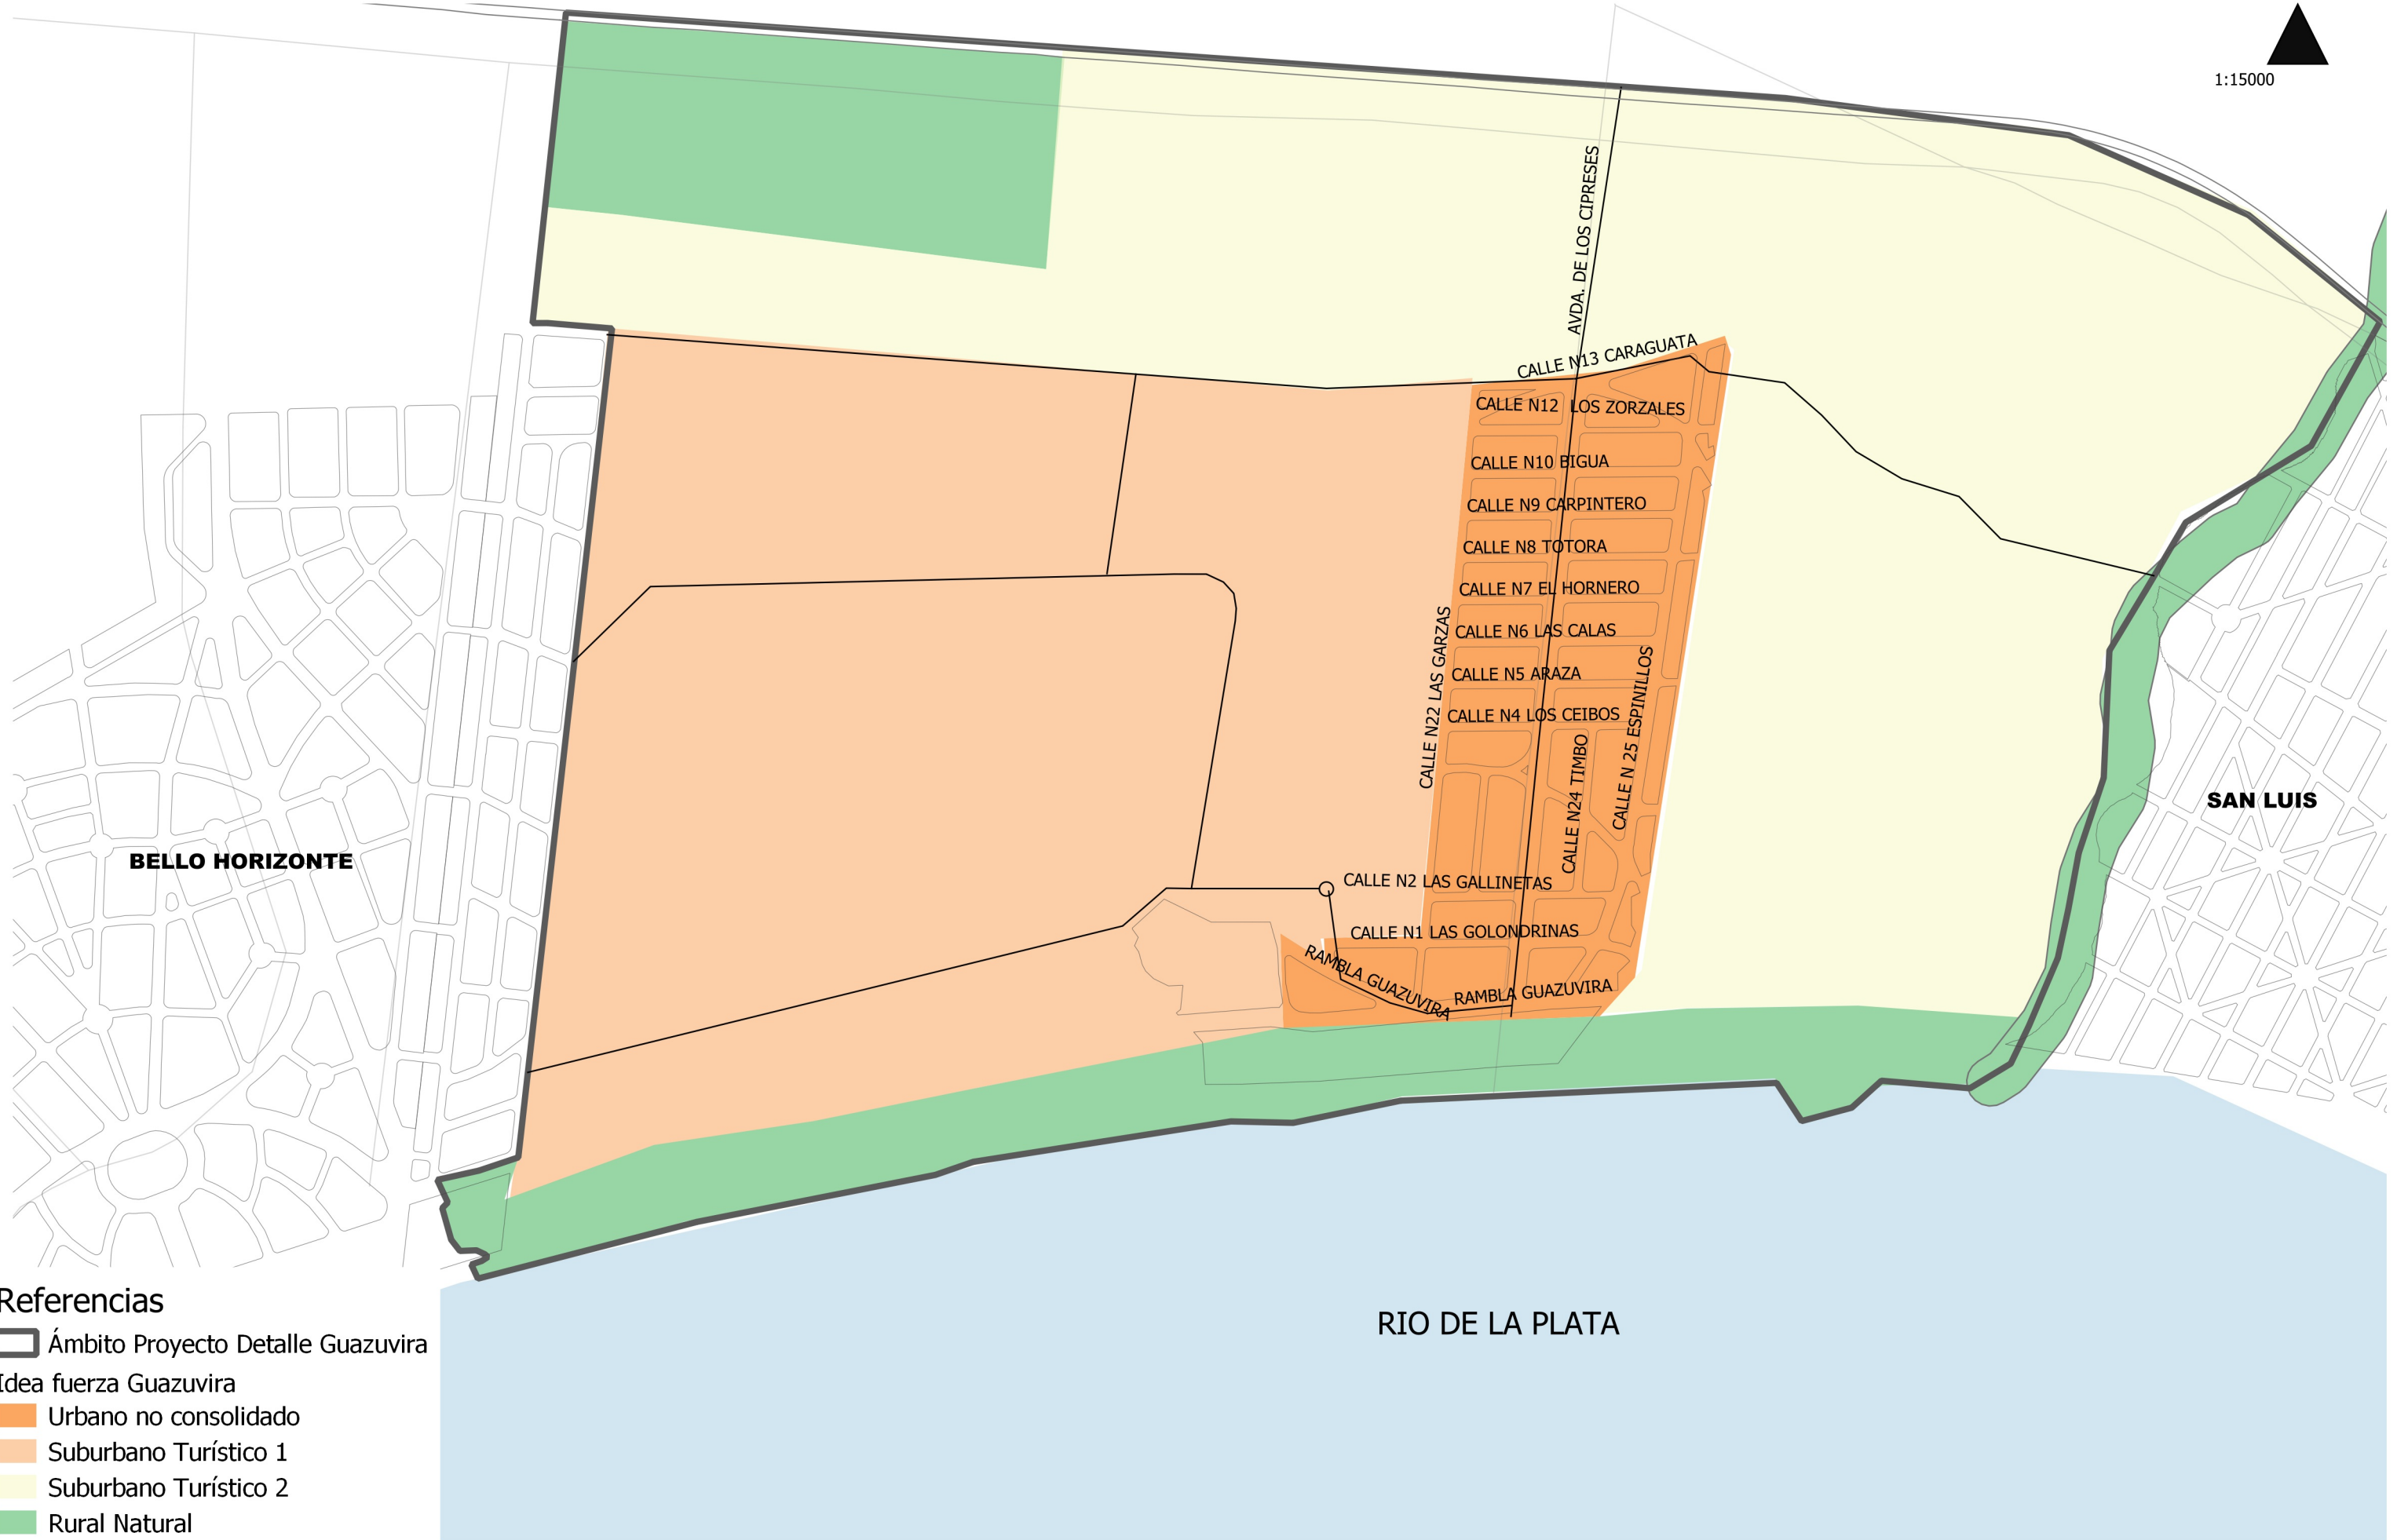 1:15000
AVDA. DE LOS CIPRESES
CALLE N13 CARAGUATA
CALLE N12 LOS ZORZALES
CALLE N10 BIGUA
CALLE N9 CARPINTERO
CALLE N8 TOTORA
CALLE N7 EL HORNERO
CALLE N6 LAS CALAS
CALLE N5 ARAZA
CALLE N4 LOS CEIBOS
CALLE N22 LAS GARZAS
CALLE N24 TIMBO
CALLE N 25 ESPINILLOS
CALLE N2 LAS GALLINETAS
CALLE N1 LAS GOLONDRINAS
RAMBLA GUAZUVIRA
RAMBLA GUAZUVIRA
BELLO HORIZONTE
SAN LUIS
RIO DE LA PLATA
Referencias
Ámbito Proyecto Detalle Guazuvira
Idea fuerza Guazuvira
Urbano no consolidado
Suburbano Turístico 1
Suburbano Turístico 2
Rural Natural